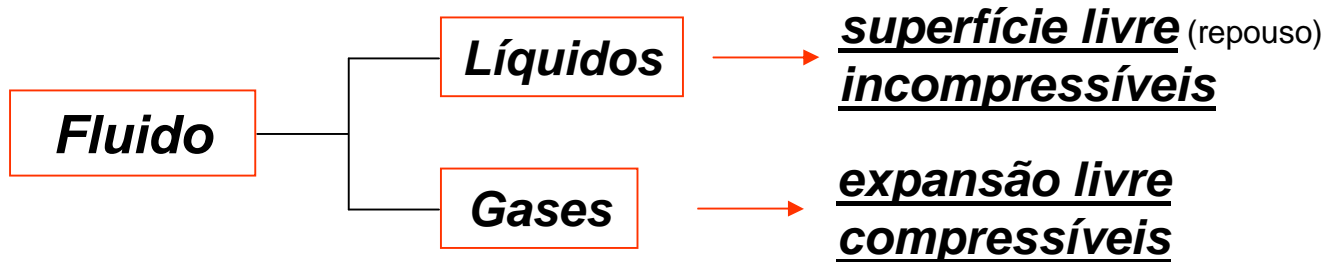 Fluido
Líquidos
superfície livre (repouso)
incompressíveis
Gases
expansão livre
compressíveis